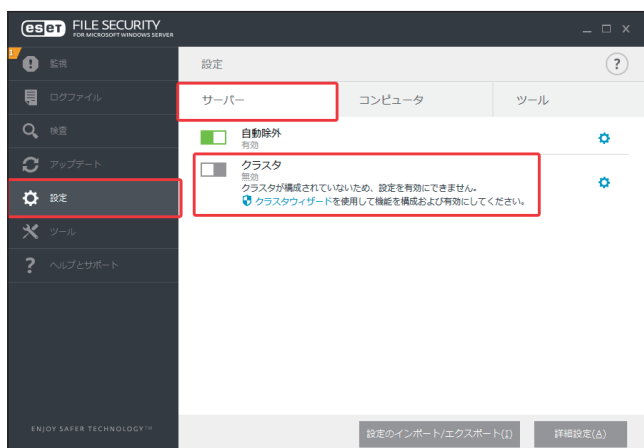 eset FILE SECURITY
FOR MICROSOFT WINDOWS SERVER
1
監視
設定
?
ログファイル
サーバー
コンピュータ
ツール
検査
自動除外
有効
アップデート
クラスタ
無効
クラスタが構成されていないため、設定を有効にできません。
設定
クラスタウィザードを使用して機能を構成および有効にしてください。
ツール
? ヘルプとサポート
ENJOY SAFER TECHNOLOGY™
設定のインポート/エクスポート(I)
詳細設定(A)